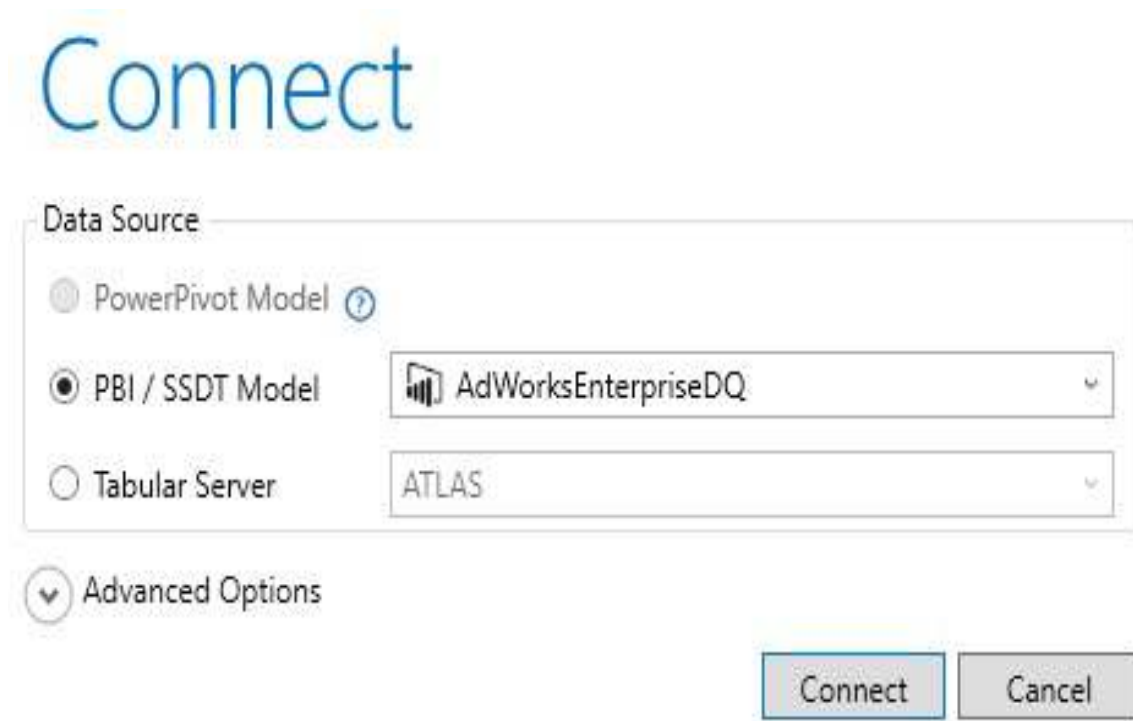 Connect
Data Source
PowerPivot Model ?
PBI / SSDT Model AdWorksEnterpriseDQ
Tabular Server ATLAS
Advanced Options
Connect Cancel